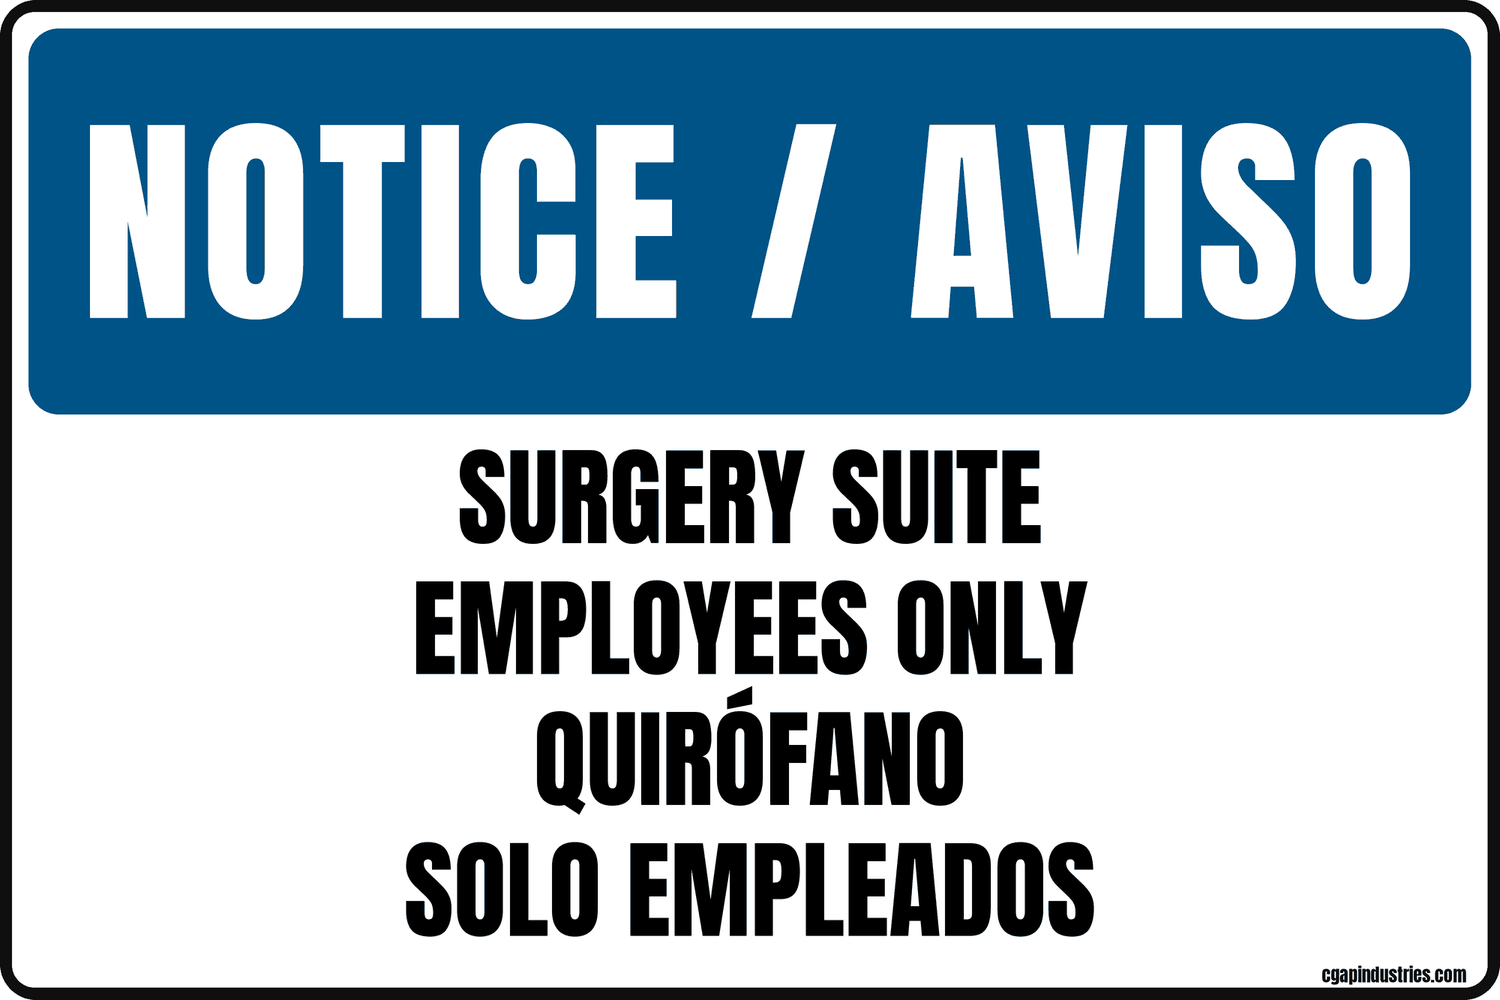 NOTICE / AVISO
SURGERY SUITE
EMPLOYEES ONLY
QUIRÓFANO
SOLO EMPLEADOS
cgapindustries.com